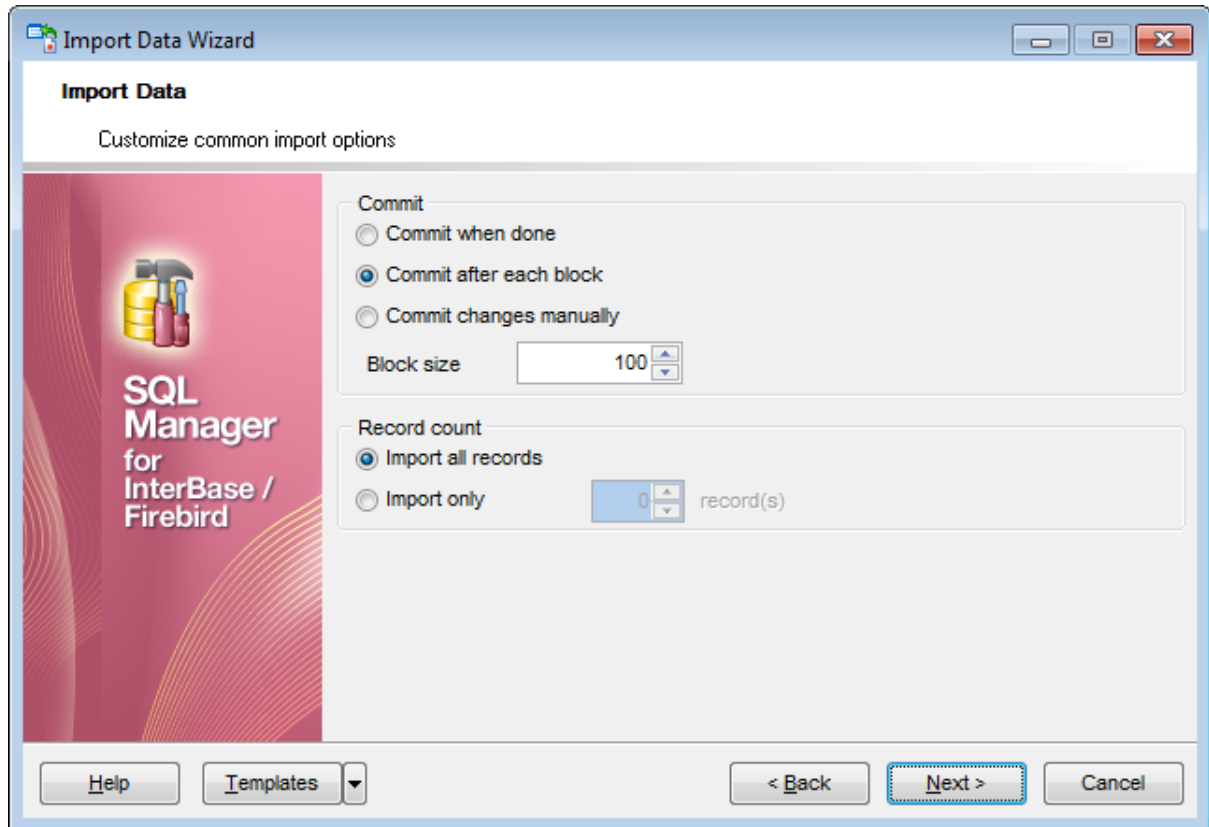 Import Data Wizard
Import Data
Customize common import options
SQL
Manager
for
InterBase /
Firebird
Commit
Commit when done
Commit after each block
Commit changes manually
Block size 100
Record count
Import all records
Import only 0 record(s)
Help Templates < Back Next > Cancel